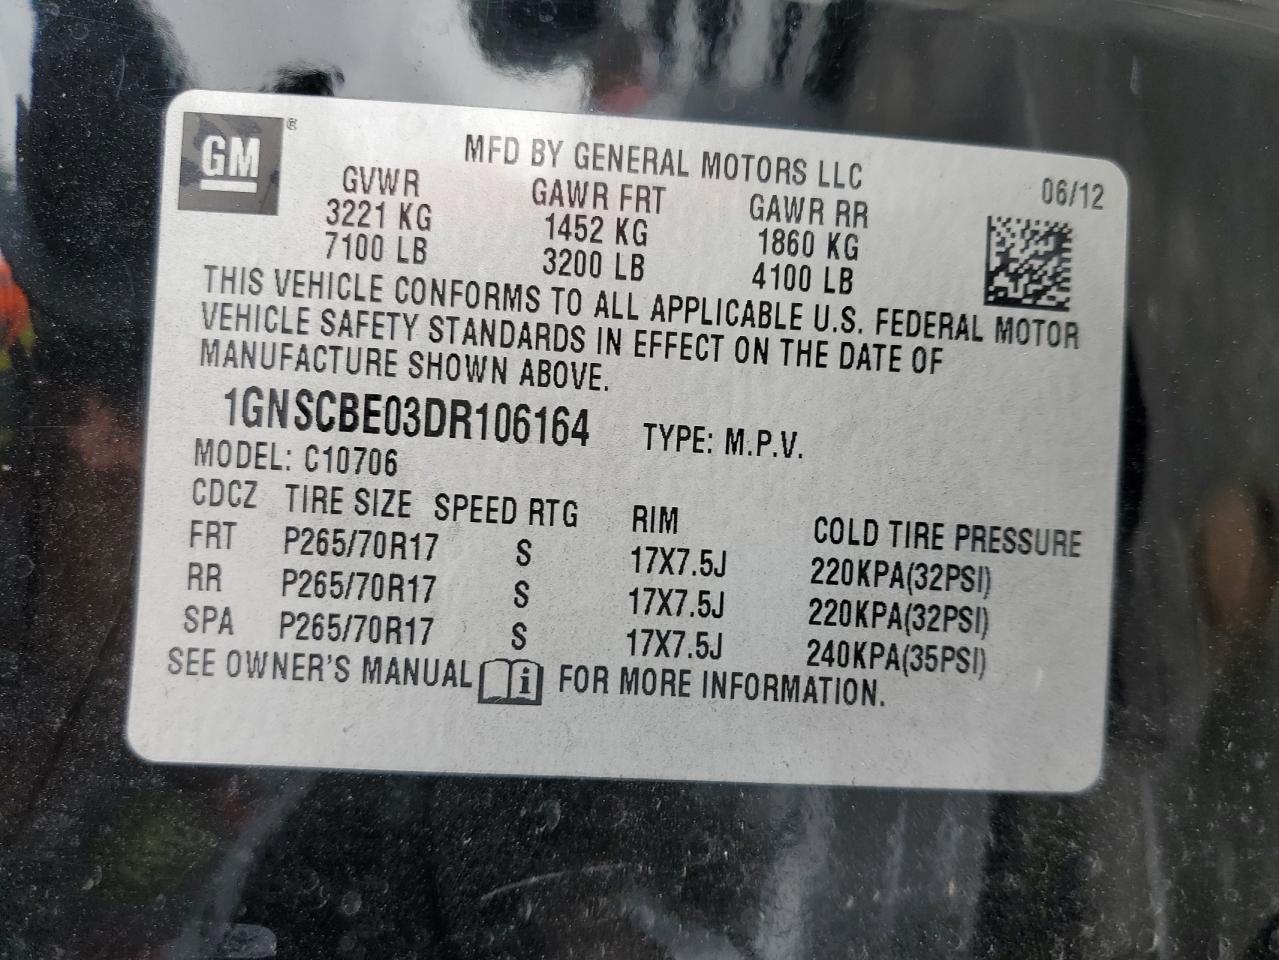 GM ®
MFD BY GENERAL MOTORS LLC
06/12
GVWR GAWR FRT GAWR RR
3221 KG 1452 KG 1860 KG
7100 LB 3200 LB 4100 LB
THIS VEHICLE CONFORMS TO ALL APPLICABLE U.S. FEDERAL MOTOR
VEHICLE SAFETY STANDARDS IN EFFECT ON THE DATE OF
MANUFACTURE SHOWN ABOVE.
1GNSCBE03DR106164 TYPE: M.P.V.
MODEL: C10706
CDCZ TIRE SIZE SPEED RTG RIM COLD TIRE PRESSURE
FRT P265/70R17 S 17X7.5J 220KPA(32PSI)
RR P265/70R17 S 17X7.5J 220KPA(32PSI)
SPA P265/70R17 S 17X7.5J 240KPA(35PSI)
SEE OWNER'S MANUAL i FOR MORE INFORMATION.